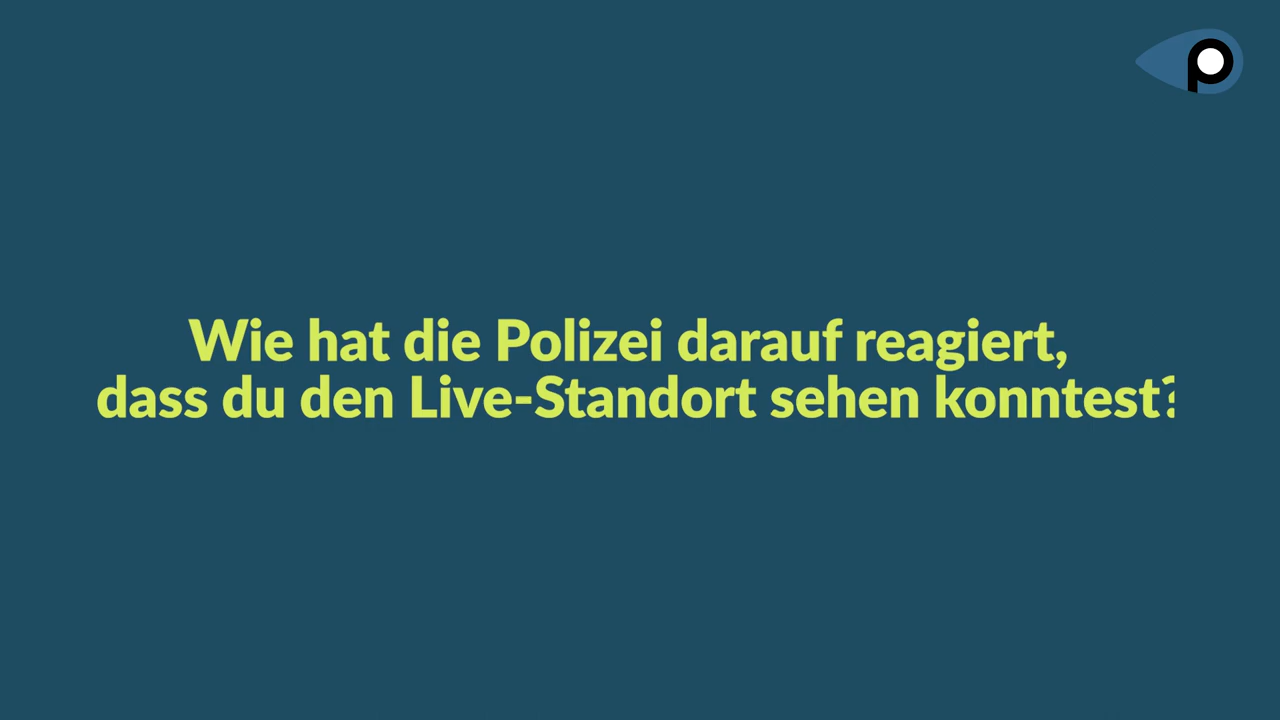 Wie hat die Polizei darauf reagiert,
dass du den Live-Standort sehen konntest?